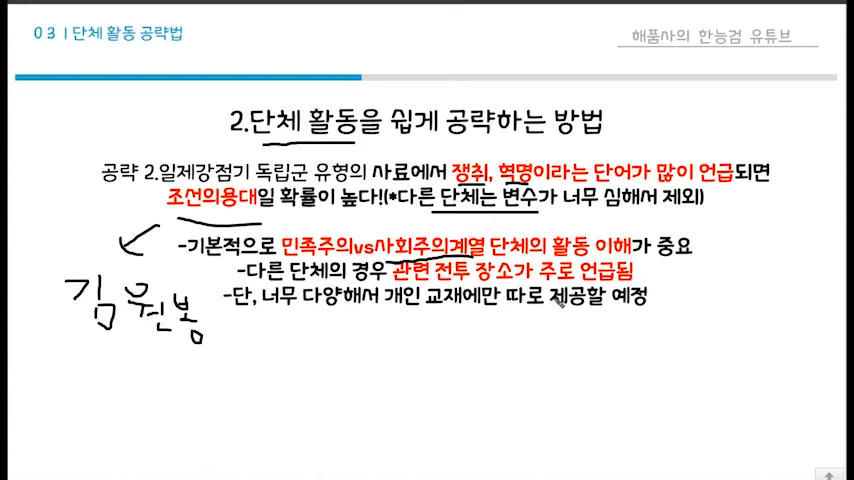 03 | 단체 활동 공략법
해품사의 한능검 유튜브
2.단체 활동을 쉽게 공략하는 방법
공략 2.일제강점기 독립군 유형의 사료에서 쟁취, 혁명이라는 단어가 많이 언급되면
조선의용대일 확률이 높다!(*다른 단체는 변수가 너무 심해서 제외)
-기본적으로 민족주의vs사회주의계열 단체의 활동 이해가 중요
-다른 단체의 경우 관련 전투 장소가 주로 언급됨
-단, 너무 다양해서 개인 교재에만 따로 제공할 예정
김원봉